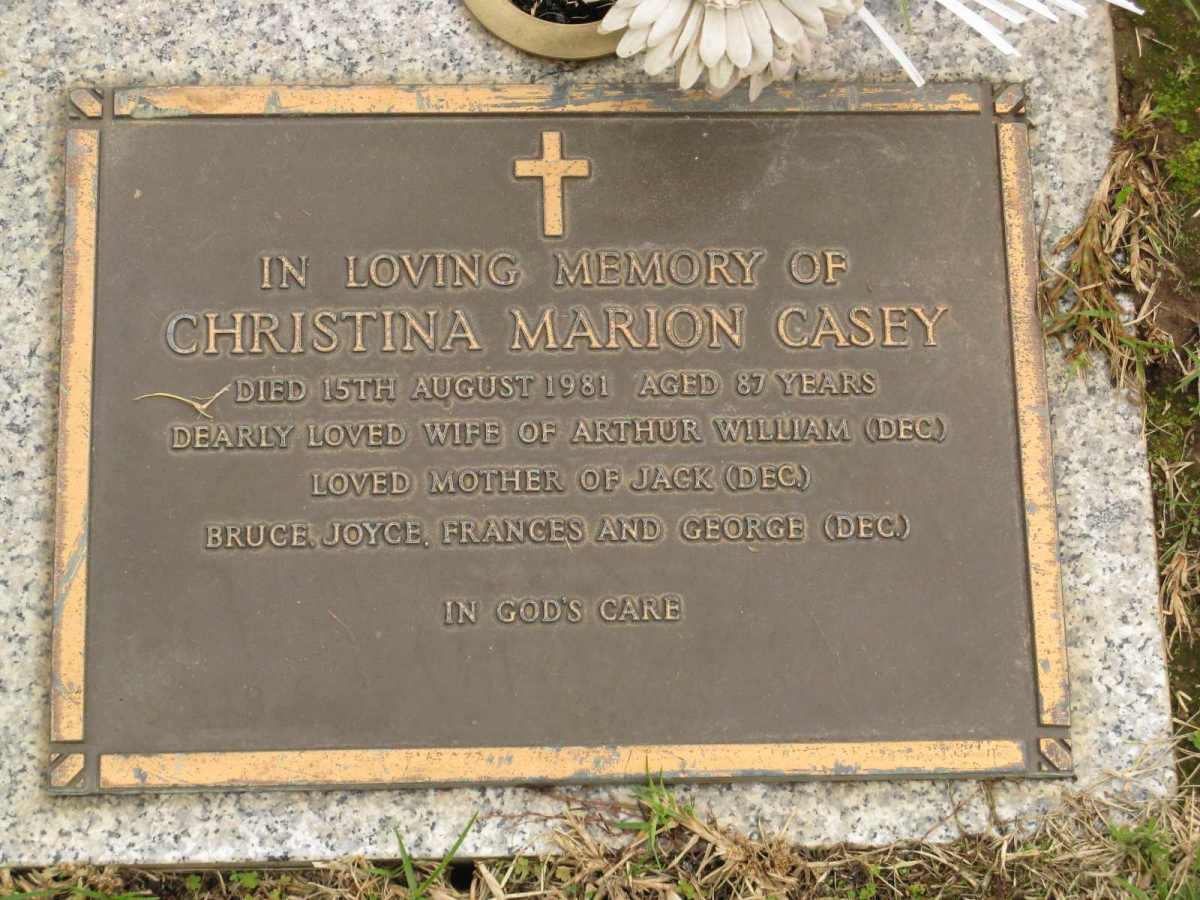 IN LOVING MEMORY OF
CHRISTINA MARION CASEY
DIED 15TH AUGUST 1981 AGED 87 YEARS
DEARLY LOVED WIFE OF ARTHUR WILLIAM (DEC.)
LOVED MOTHER OF JACK (DEC.)
BRUCE, JOYCE, FRANCES AND GEORGE (DEC.)
IN GOD'S CARE